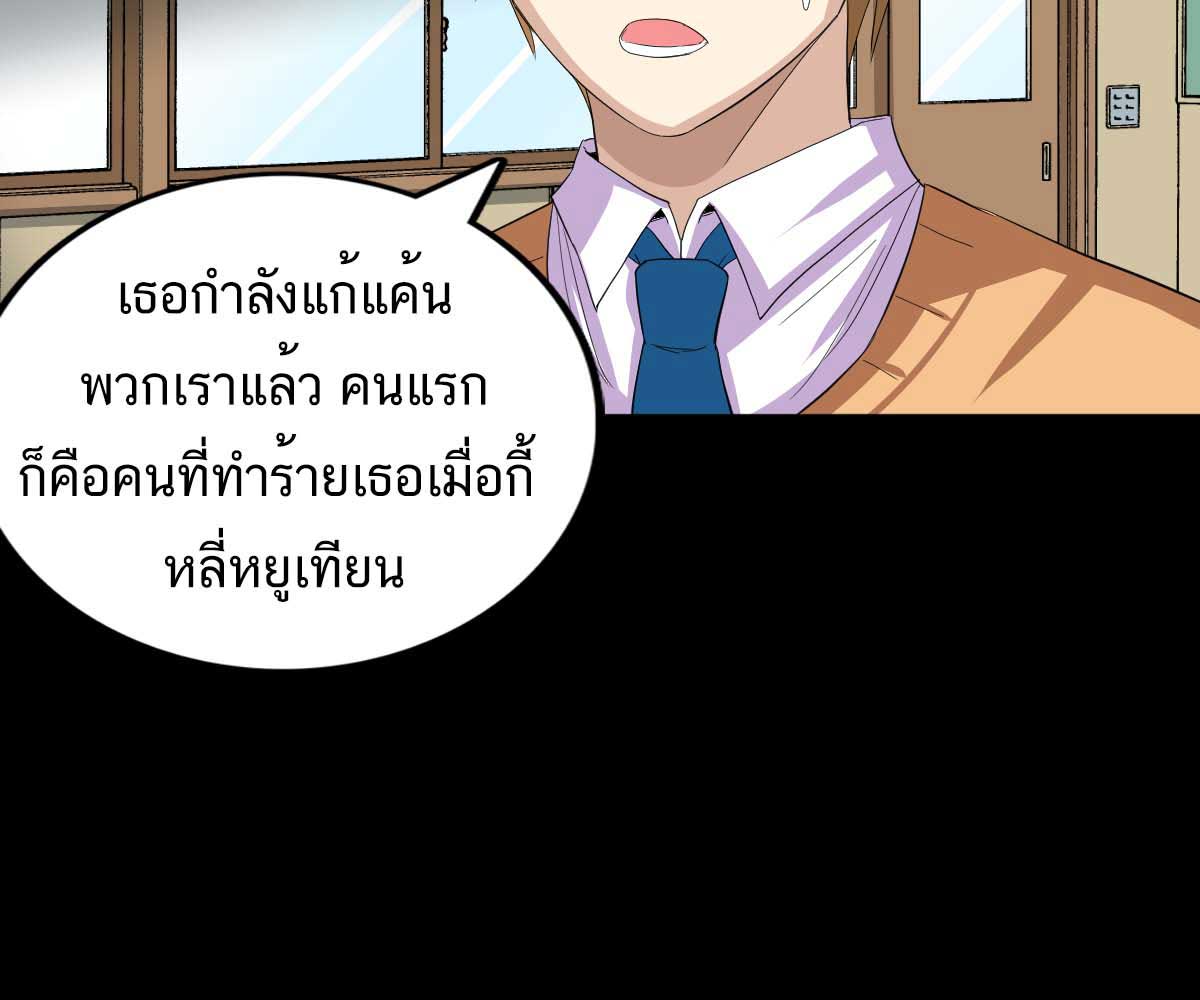 เธอกำลังแก้แค้น
พวกเราแล้ว คนแรก
ก็คือคนที่ทำร้ายเธอเมื่อกี้
หลี่หยูเทียน